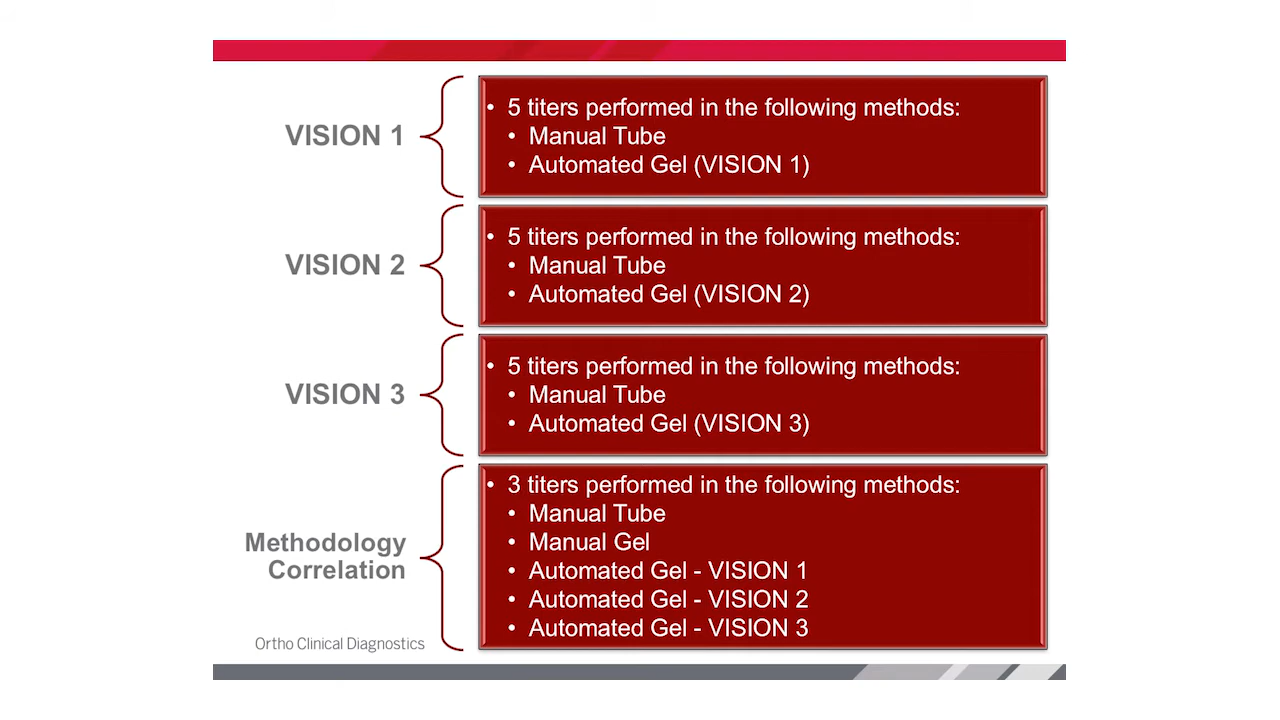 VISION 1
• 5 titers performed in the following methods:
• Manual Tube
• Automated Gel (VISION 1)
VISION 2
• 5 titers performed in the following methods:
• Manual Tube
• Automated Gel (VISION 2)
VISION 3
• 5 titers performed in the following methods:
• Manual Tube
• Automated Gel (VISION 3)
Methodology
Correlation
• 3 titers performed in the following methods:
• Manual Tube
• Manual Gel
• Automated Gel - VISION 1
• Automated Gel - VISION 2
• Automated Gel - VISION 3
Ortho Clinical Diagnostics